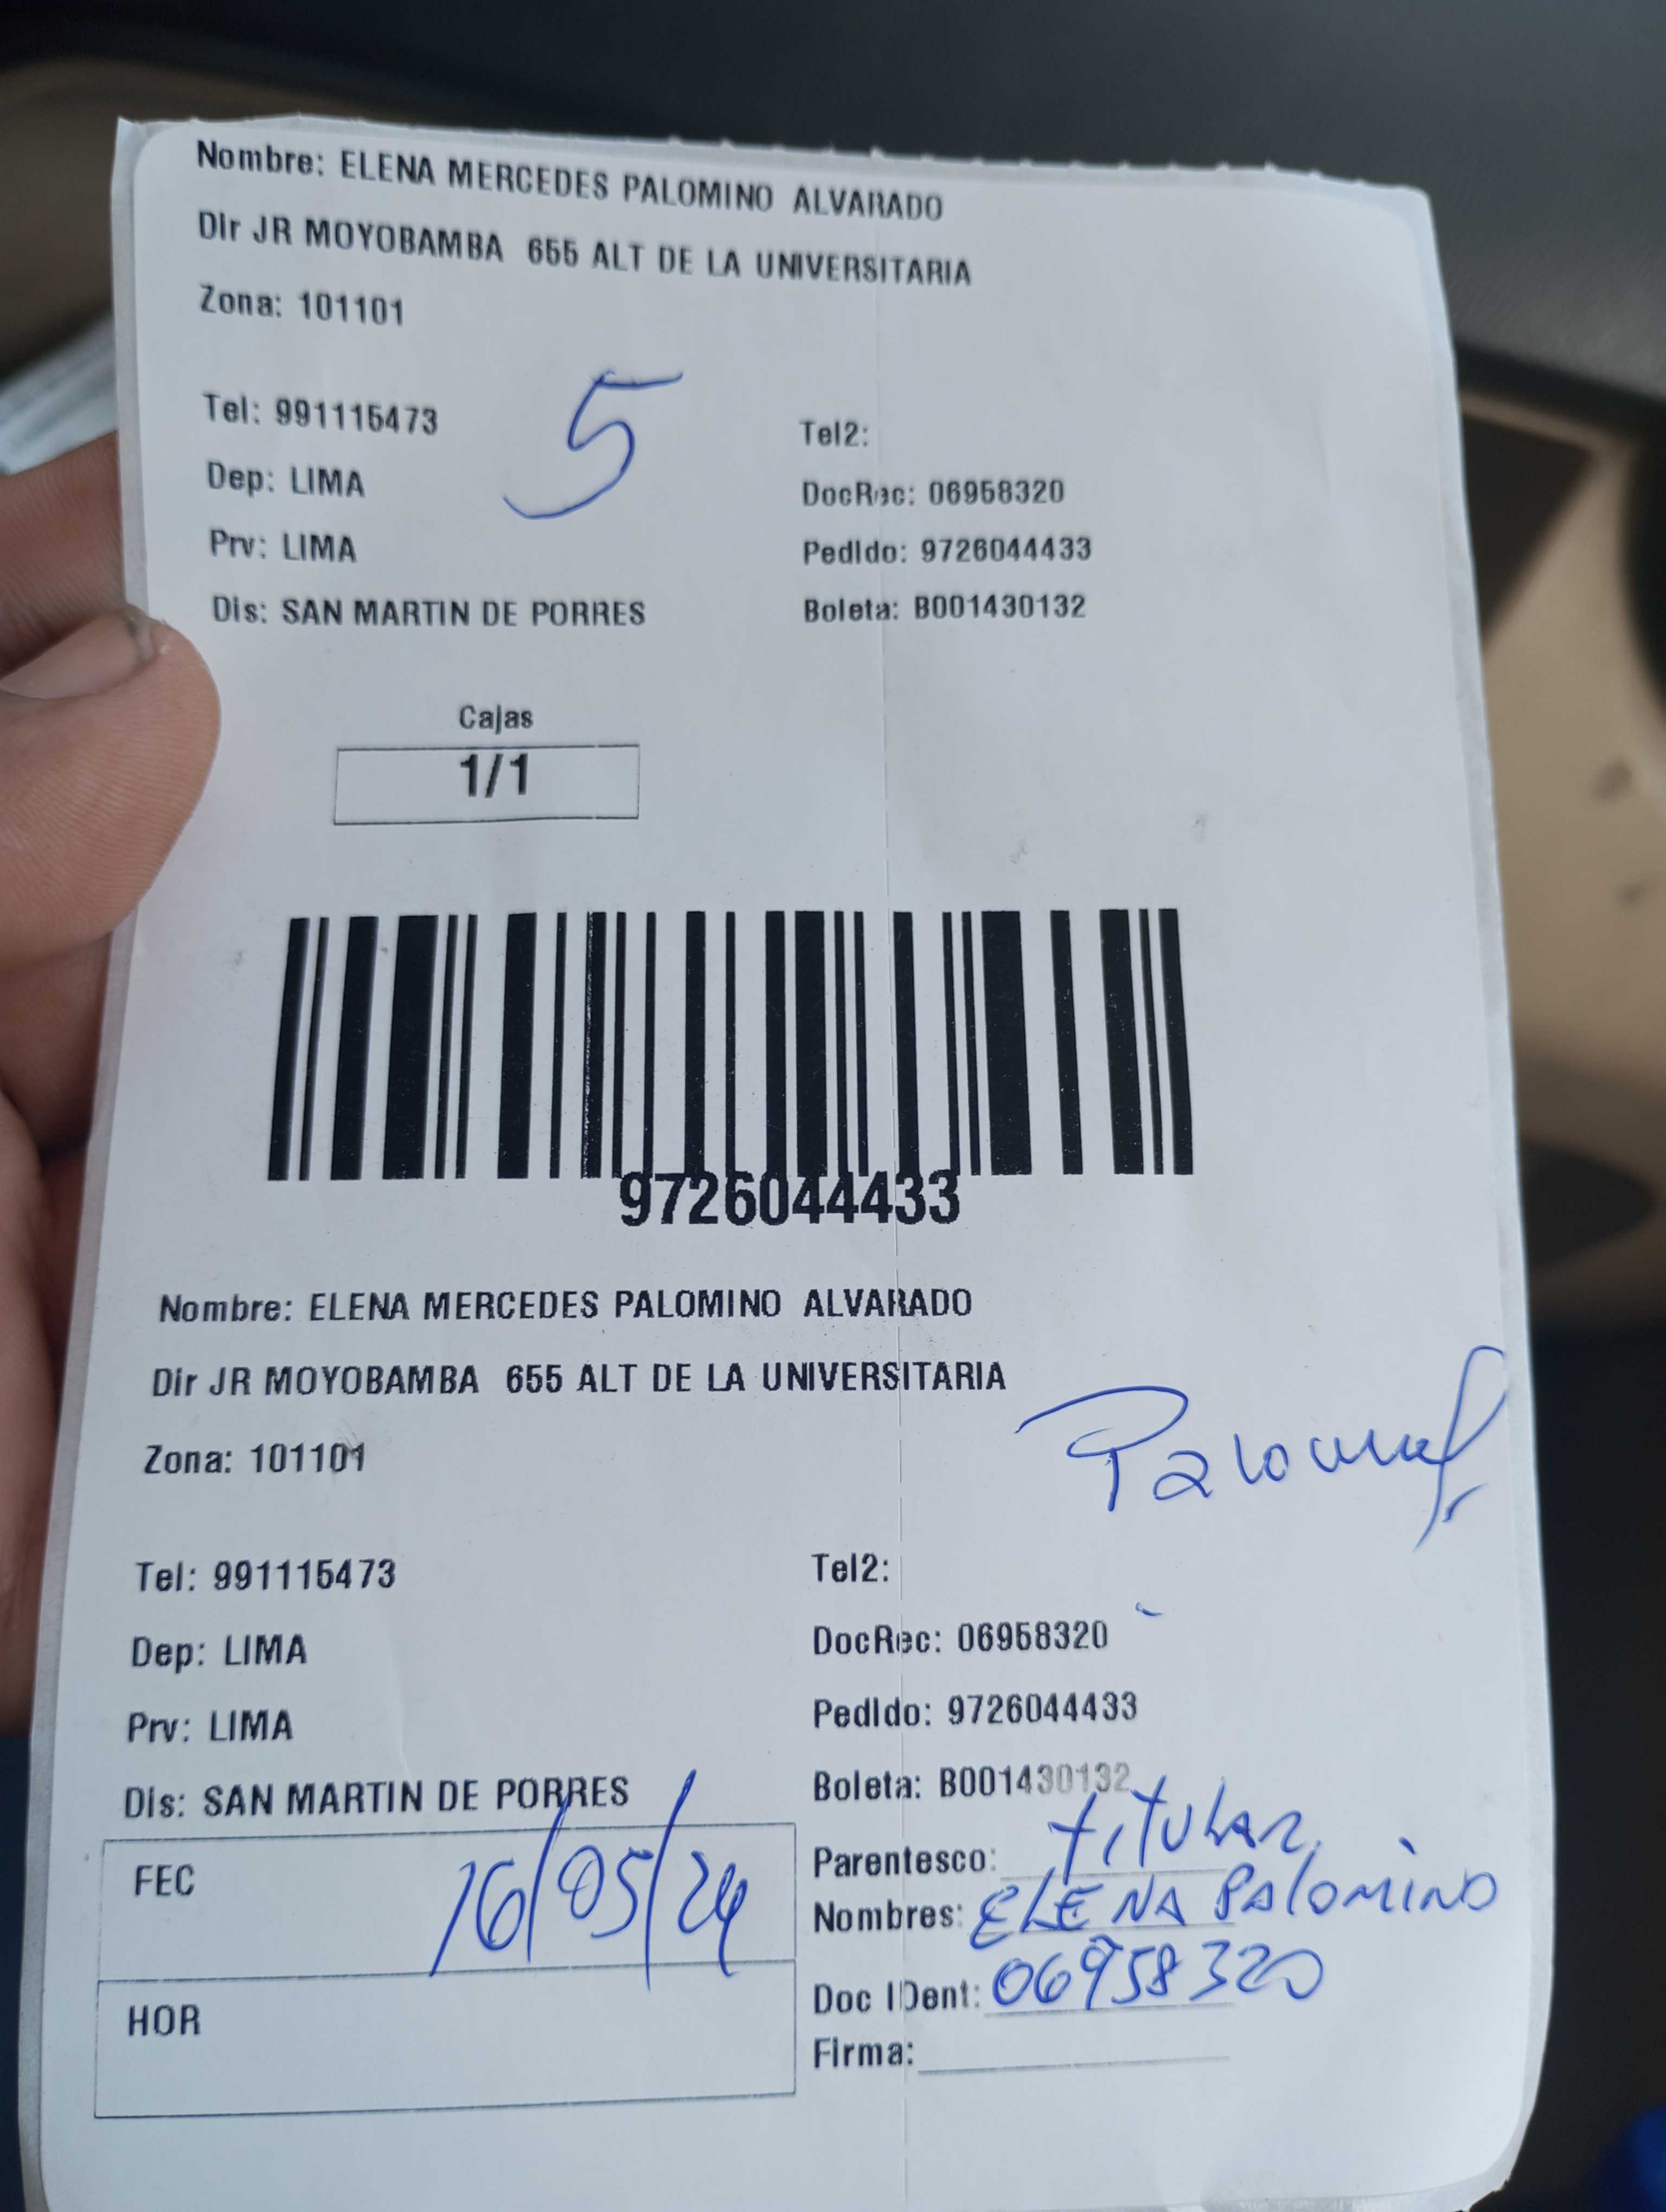 Nombre: ELENA MERCEDES PALOMINO ALVARADO
Dir JR MOYOBAMBA 655 ALT DE LA UNIVERSITARIA
Zona: 101101
5
Tel: 991115473
Tel2:
Dep: LIMA
DocRec: 06958320
Prv: LIMA
Pedido: 9726044433
Dis: SAN MARTIN DE PORRES
Boleta: B001430132
Cajas
1/1
9726044433
Nombre: ELENA MERCEDES PALOMINO ALVARADO
Dir JR MOYOBAMBA 655 ALT DE LA UNIVERSITARIA
Zona: 101101
Tel: 991115473
Tel2:
Dep: LIMA
DocRec: 06958320
Prv: LIMA
Pedido: 9726044433
Dis: SAN MARTIN DE PORRES
Boleta: B001430132
FEC 16/05/24
HOR
Parentesco: titular
Nombres: ELENA PALOMINO
Doc IDent: 06958320
Firma: